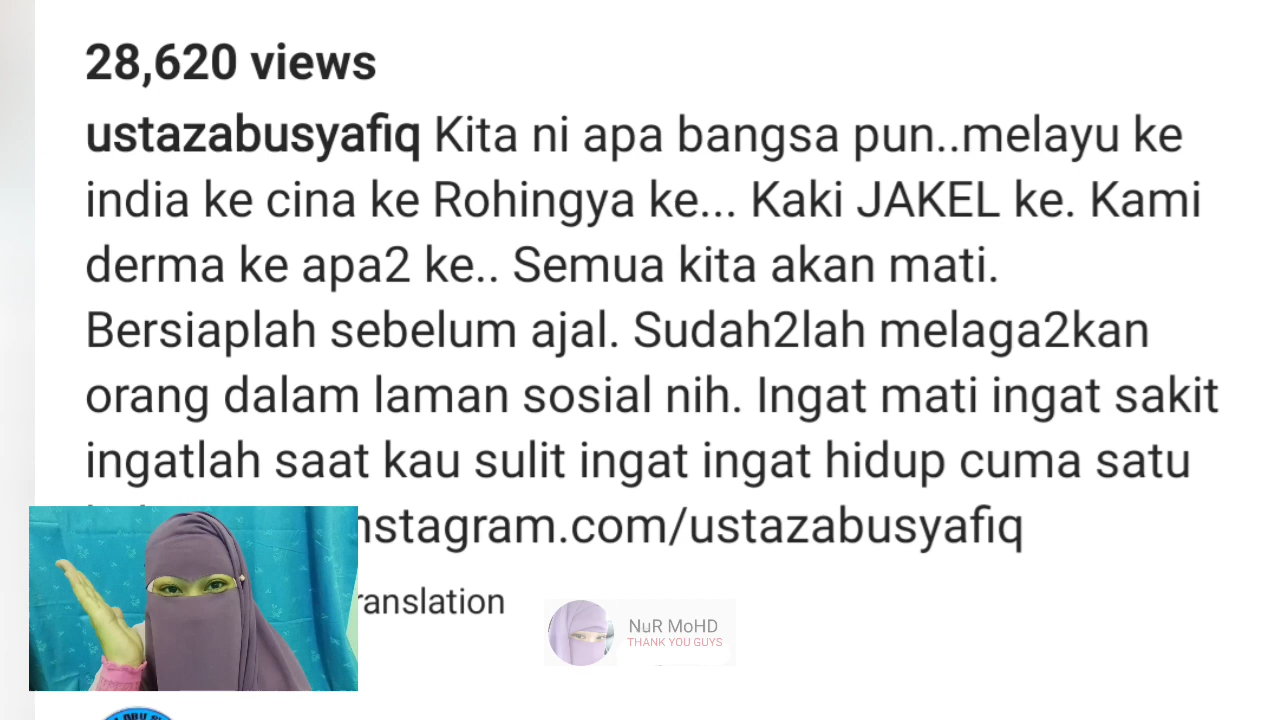 28,620 views
ustazabusyafiq Kita ni apa bangsa pun..melayu ke
india ke cina ke Rohingya ke... Kaki JAKEL ke. Kami
derma ke apa2 ke.. Semua kita akan mati.
Bersiaplah sebelum ajal. Sudah2lah melaga2kan
orang dalam laman sosial nih. Ingat mati ingat sakit
ingatlah saat kau sulit ingat ingat hidup cuma satu
nstagram.com/ustazabusyafiq
ranslation
NuR MoHD
THANK YOU GUYS